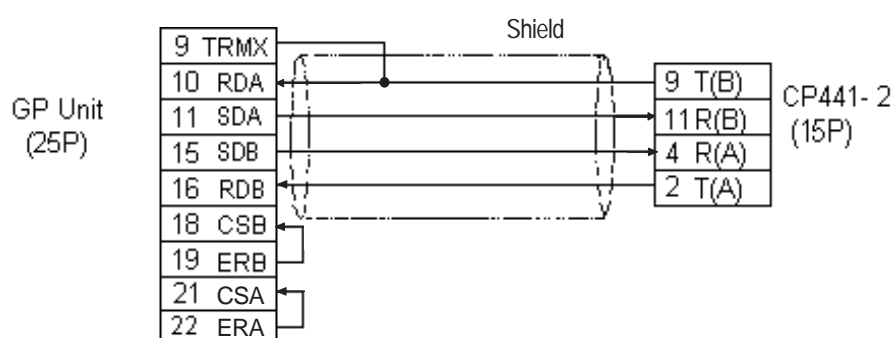 Shield
GP Unit
(25P)
9 TRMX
10 RDA
11 SDA
15 SDB
16 RDB
18 CSB
19 ERB
21 CSA
22 ERA
9 T(B)
11 R(B)
4 R(A)
2 T(A)
CP441-2
(15P)